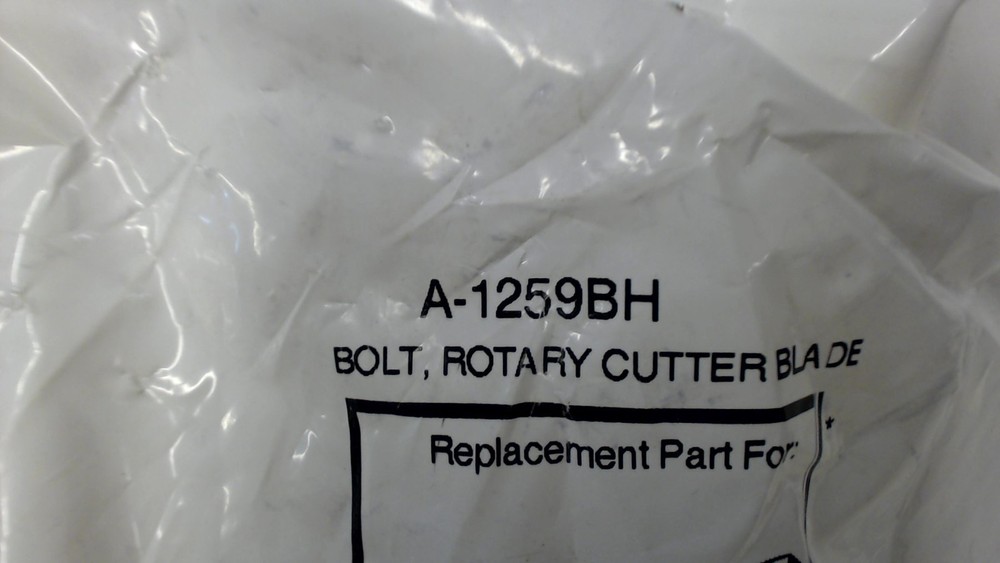 A-1259BH
BOLT, ROTARY CUTTER BLADE
Replacement Part For:
*